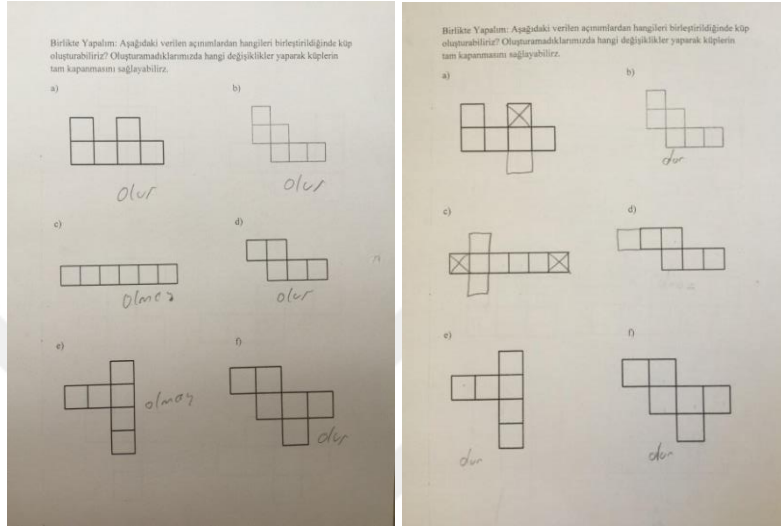 Birlikte Yapalım: Aşağıdaki verilen açınımlardan hangileri birleştirildiğinde küp
oluşturabiliriz? Oluşturamadıklarımızda hangi değişiklikler yaparak küplerin
tam kapanmasını sağlayabiliriz.
a)
b)
olur
olur
c)
d)
olmaz
olur
e)
f)
olmaz
olur
Birlikte Yapalım: Aşağıdaki verilen açınımlardan hangileri birleştirildiğinde küp
oluşturabiliriz? Oluşturamadıklarımızda hangi değişiklikler yaparak küplerin
tam kapanmasını sağlayabiliriz.
a)
b)
olur
c)
d)
e)
f)
olur
olur